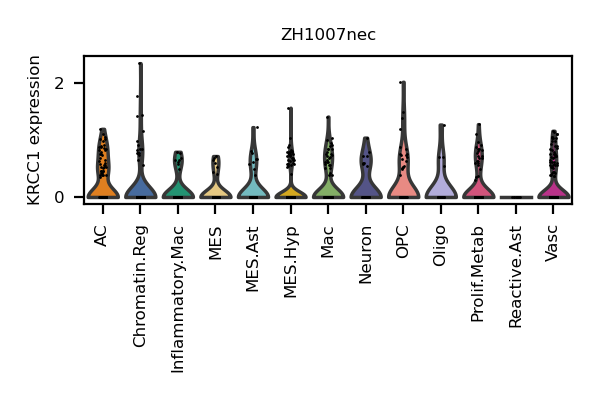 ZH1007nec
KRCC1 expression
2
0
AC
Chromatin.Reg
Inflammatory.Mac
MES
MES.Ast
MES.Hyp
Mac
Neuron
OPC
Oligo
Prolif.Metab
Reactive.Ast
Vasc